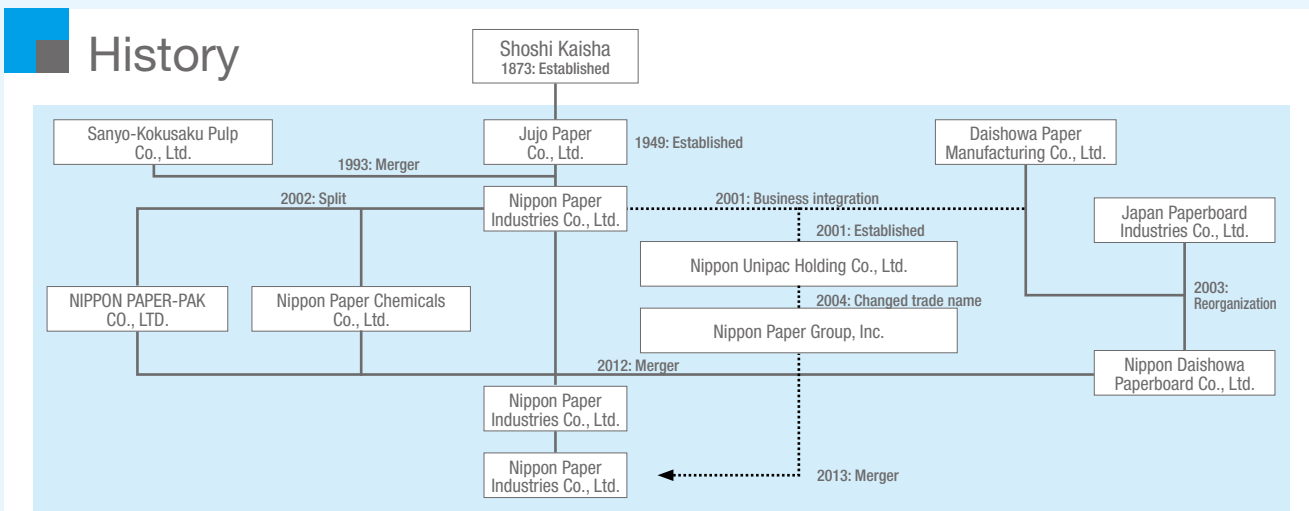 History
Shoshi Kaisha
1873: Established
Sanyo-Kokusaku Pulp
Co., Ltd.
Jujo Paper
Co., Ltd.
1949: Established
Daishowa Paper
Manufacturing Co., Ltd.
1993: Merger
2002: Split
Nippon Paper
Industries Co., Ltd.
2001: Business integration
Japan Paperboard
Industries Co., Ltd.
2001: Established
Nippon Unipac Holding Co., Ltd.
NIPPON PAPER-PAK
CO., LTD.
Nippon Paper Chemicals
Co., Ltd.
2004: Changed trade name
2003:
Reorganization
Nippon Paper Group, Inc.
2012: Merger
Nippon Daishowa
Paperboard Co., Ltd.
Nippon Paper
Industries Co., Ltd.
Nippon Paper
Industries Co., Ltd.
2013: Merger